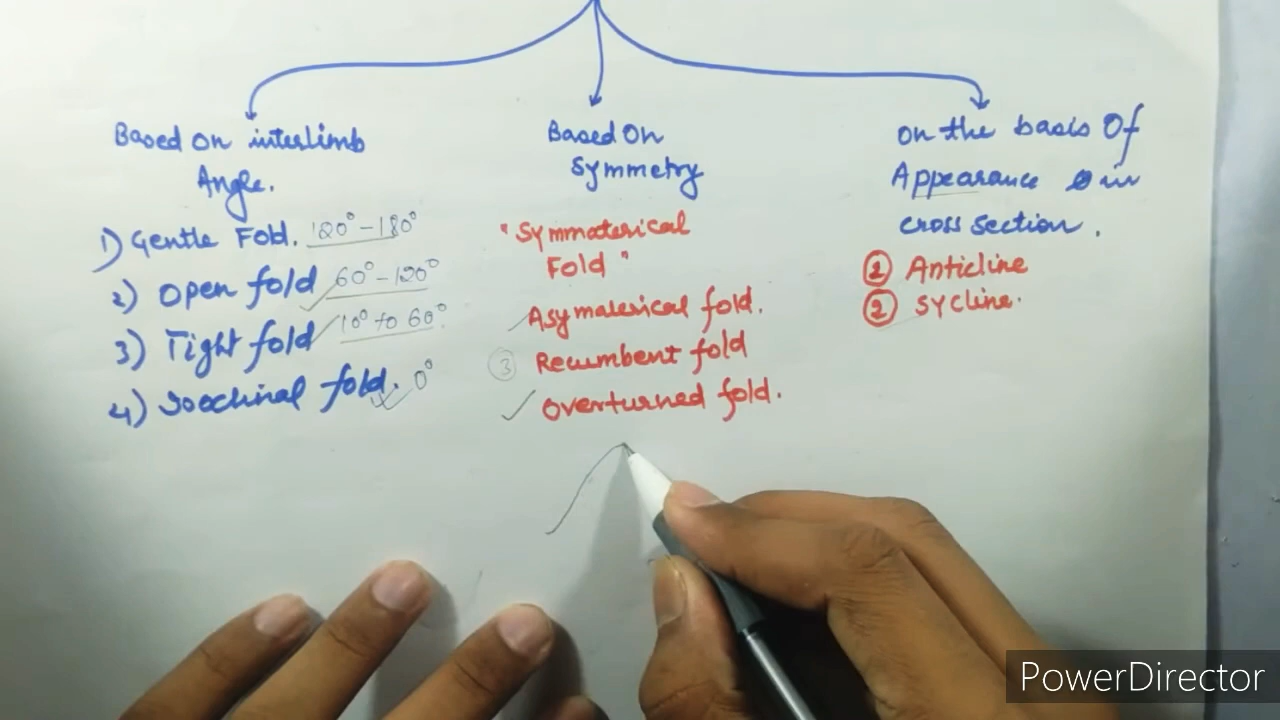 Based On interlimb
Angle.
1) Gentle Fold. 120° - 180°
2) Open fold 60° - 120°
3) Tight fold 10° to 60°
4) Isoclinal fold. 0°
Based On
Symmetry
"Symmaterical
Fold"
Asymaterical fold.
3 Recumbent fold
Overturned fold.
On the basis Of
Appearance in
cross section.
1 Anticline
2 Sycline.
PowerDirector